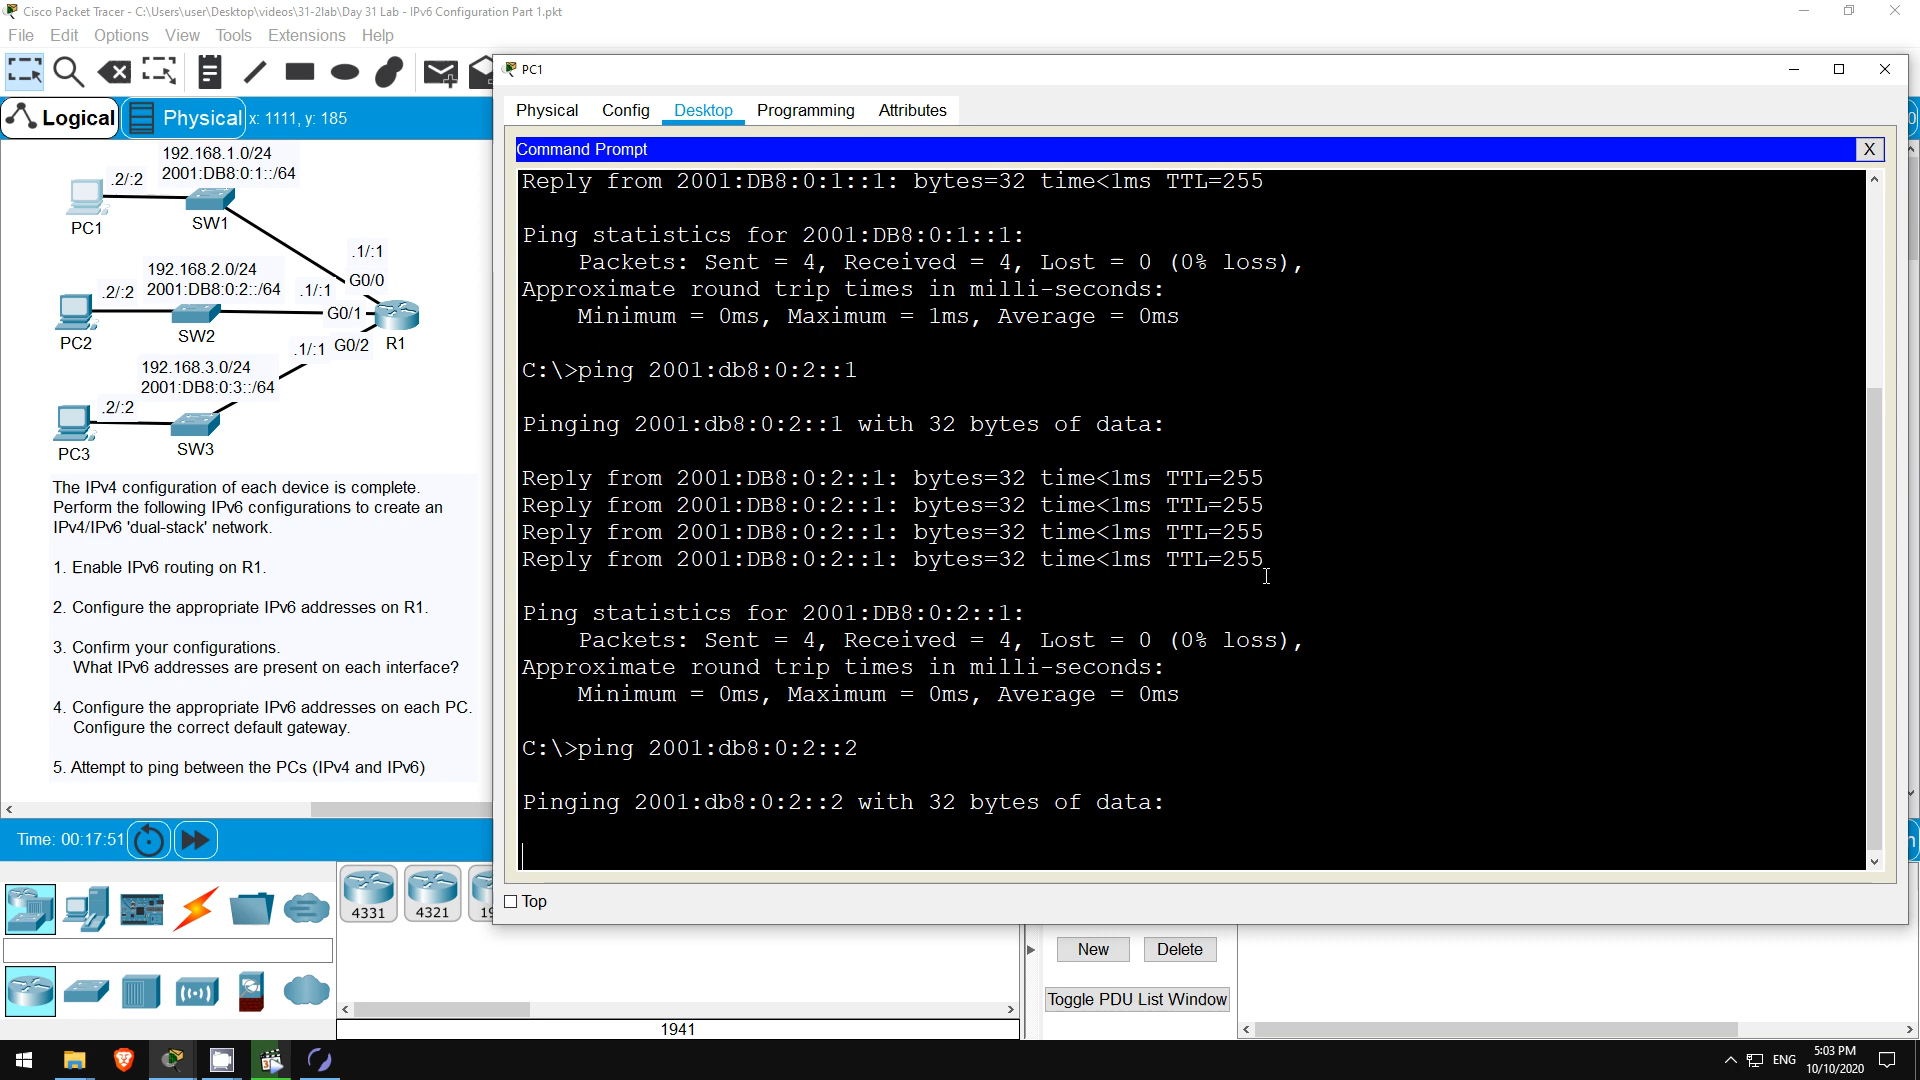 Cisco Packet Tracer - C:\Users\user\Desktop\videos\31-2lab\Day 31 Lab - IPv6 Configuration Part 1.pkt
File Edit Options View Tools Extensions Help
Logical Physical x: 1111, y: 185
192.168.1.0/24
2001:DB8:0:1::/64
.2/:2
PC1
SW1
.1/:1
G0/0
192.168.2.0/24
2001:DB8:0:2::/64
.2/:2
.1/:1
G0/1
PC2
SW2
R1
.1/:1 G0/2
192.168.3.0/24
2001:DB8:0:3::/64
.2/:2
PC3
SW3
The IPv4 configuration of each device is complete.
Perform the following IPv6 configurations to create an
IPv4/IPv6 'dual-stack' network.
1. Enable IPv6 routing on R1.
2. Configure the appropriate IPv6 addresses on R1.
3. Confirm your configurations.
What IPv6 addresses are present on each interface?
4. Configure the appropriate IPv6 addresses on each PC.
Configure the correct default gateway.
5. Attempt to ping between the PCs (IPv4 and IPv6)
Time: 00:17:51
4331
4321
1941
PC1
Physical Config Desktop Programming Attributes
Command Prompt
X
Reply from 2001:DB8:0:1::1: bytes=32 time<1ms TTL=255
Ping statistics for 2001:DB8:0:1::1:
Packets: Sent = 4, Received = 4, Lost = 0 (0% loss),
Approximate round trip times in milli-seconds:
Minimum = 0ms, Maximum = 1ms, Average = 0ms
C:\>ping 2001:db8:0:2::1
Pinging 2001:db8:0:2::1 with 32 bytes of data:
Reply from 2001:DB8:0:2::1: bytes=32 time<1ms TTL=255
Reply from 2001:DB8:0:2::1: bytes=32 time<1ms TTL=255
Reply from 2001:DB8:0:2::1: bytes=32 time<1ms TTL=255
Reply from 2001:DB8:0:2::1: bytes=32 time<1ms TTL=255
Ping statistics for 2001:DB8:0:2::1:
Packets: Sent = 4, Received = 4, Lost = 0 (0% loss),
Approximate round trip times in milli-seconds:
Minimum = 0ms, Maximum = 0ms, Average = 0ms
C:\>ping 2001:db8:0:2::2
Pinging 2001:db8:0:2::2 with 32 bytes of data:
Top
New Delete
Toggle PDU List Window
ENG
5:03 PM
10/10/2020